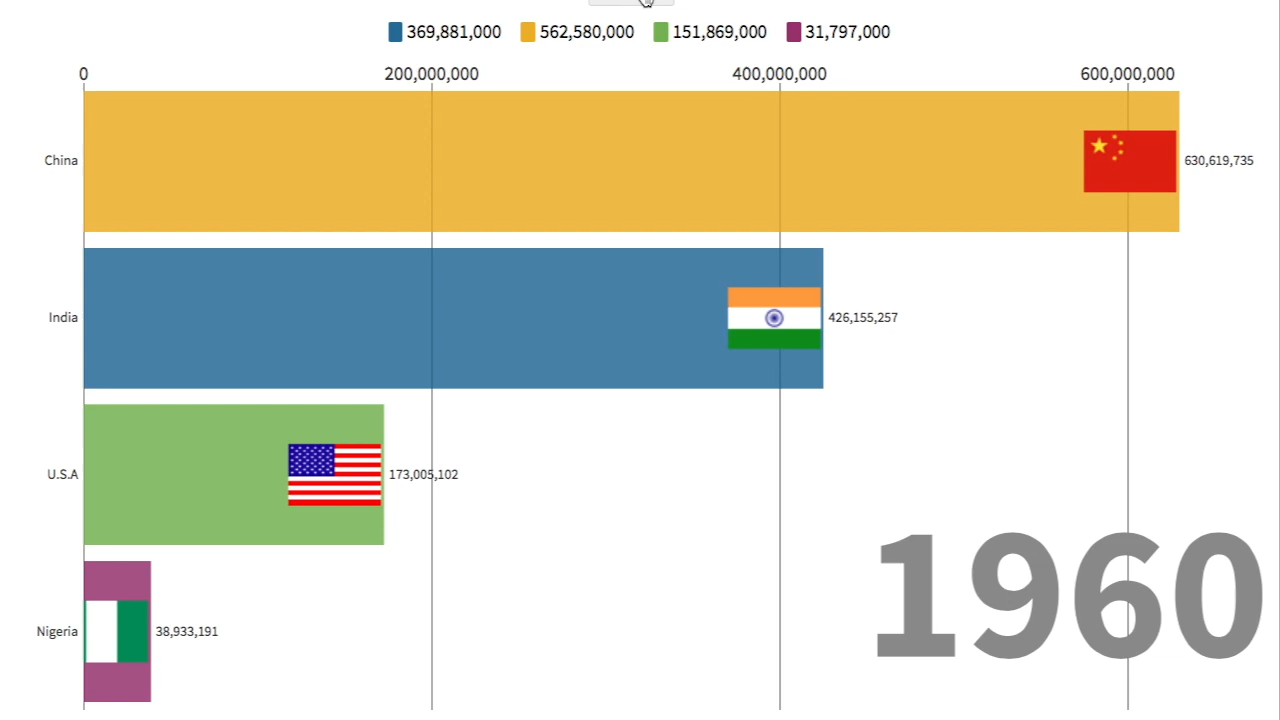 369,881,000 562,580,000 151,869,000 31,797,000
0 200,000,000 400,000,000 600,000,000
China 630,619,735
India 426,155,257
U.S.A 173,005,102
Nigeria 38,933,191
1960